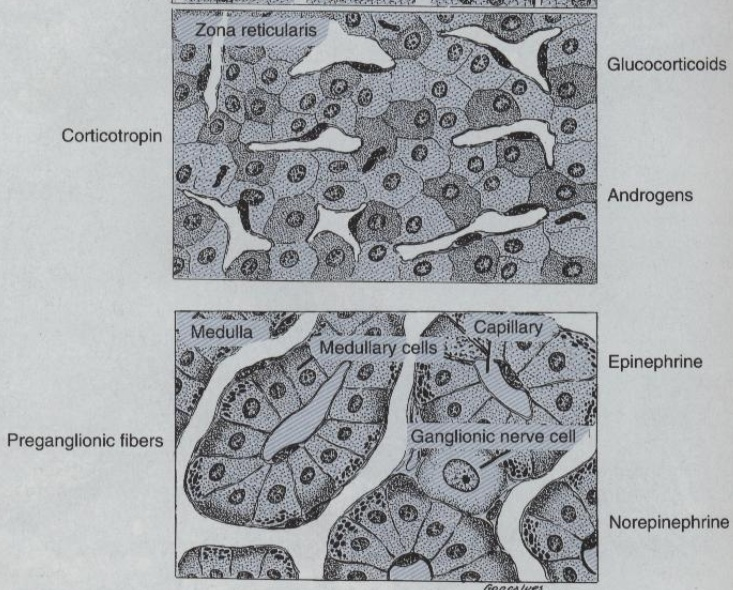 Zona reticularis
Glucocorticoids
Corticotropin
Androgens
Medulla
Capillary
Medullary cells
Epinephrine
Preganglionic fibers
Ganglionic nerve cell
Norepinephrine